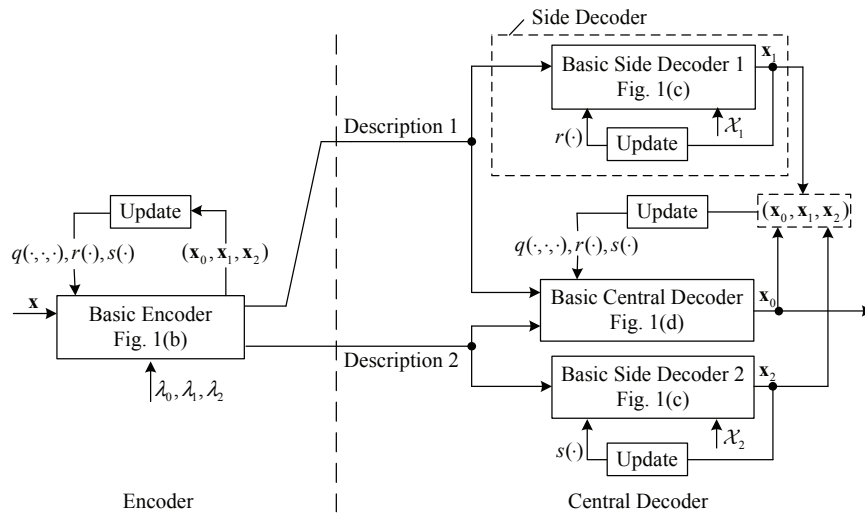 Side Decoder
Basic Side Decoder 1
Fig. 1(c)
𝐱₁
r(·)
Update
𝒳₁
Description 1
Update
q(·,·,·), r(·), s(·)
(𝐱₀, 𝐱₁, 𝐱₂)
𝐱
Basic Encoder
Fig. 1(b)
λ₀, λ₁, λ₂
Update
(𝐱₀, 𝐱₁, 𝐱₂)
q(·,·,·), r(·), s(·)
Basic Central Decoder
Fig. 1(d)
𝐱₀
Description 2
Basic Side Decoder 2
Fig. 1(c)
𝐱₂
s(·)
Update
𝒳₂
Encoder
Central Decoder